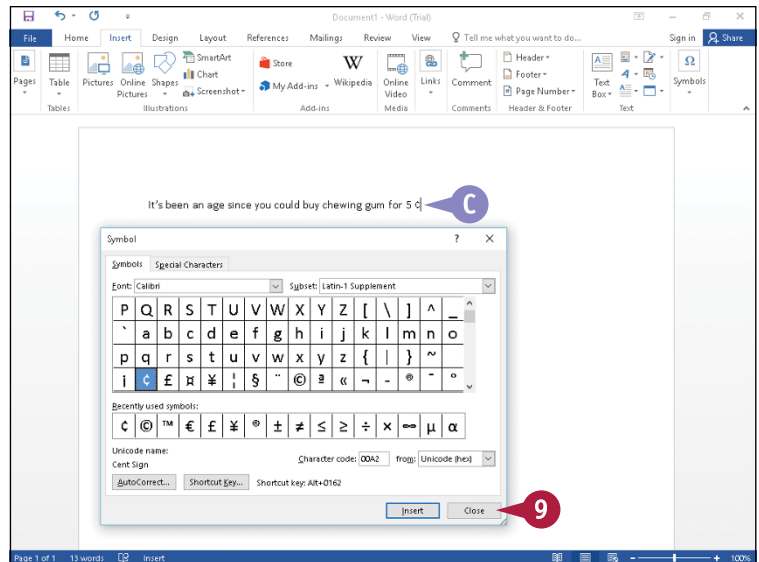 Document1 - Word (Trial)
File Home Insert Design Layout References Mailings Review View Tell me what you want to do... Sign in Share
Pages
Table
Pictures
Online Pictures
Shapes
SmartArt
Chart
Screenshot
Store
My Add-ins
W
Wikipedia
Online Video
Links
Comment
Header
Footer
Page Number
A
Text Box
A
Ω
Symbols
Tables Illustrations Add-ins Media Comments Header & Footer Text
It's been an age since you could buy chewing gum for 5 ¢
C
Symbol ? ×
Symbols Special Characters
Font: Calibri Subset: Latin-1 Supplement
P Q R S T U V W X Y Z [ \ ] ^ _
` a b c d e f g h i j k l m n o
p q r s t u v w x y z { | } ~
¡ ¢ £ ¤ ¥ ¦ § ¨ © ª « ¬ - ® ¯ °
Recently used symbols:
¢ © ™ € £ ¥ ® ± ≠ ≤ ≥ ÷ × ∞ µ α
Unicode name:
Cent Sign
Character code: 00A2 from: Unicode (hex)
AutoCorrect... Shortcut Key... Shortcut key: Alt+0162
Insert Close
9
Page 1 of 1 13 words Insert 100%